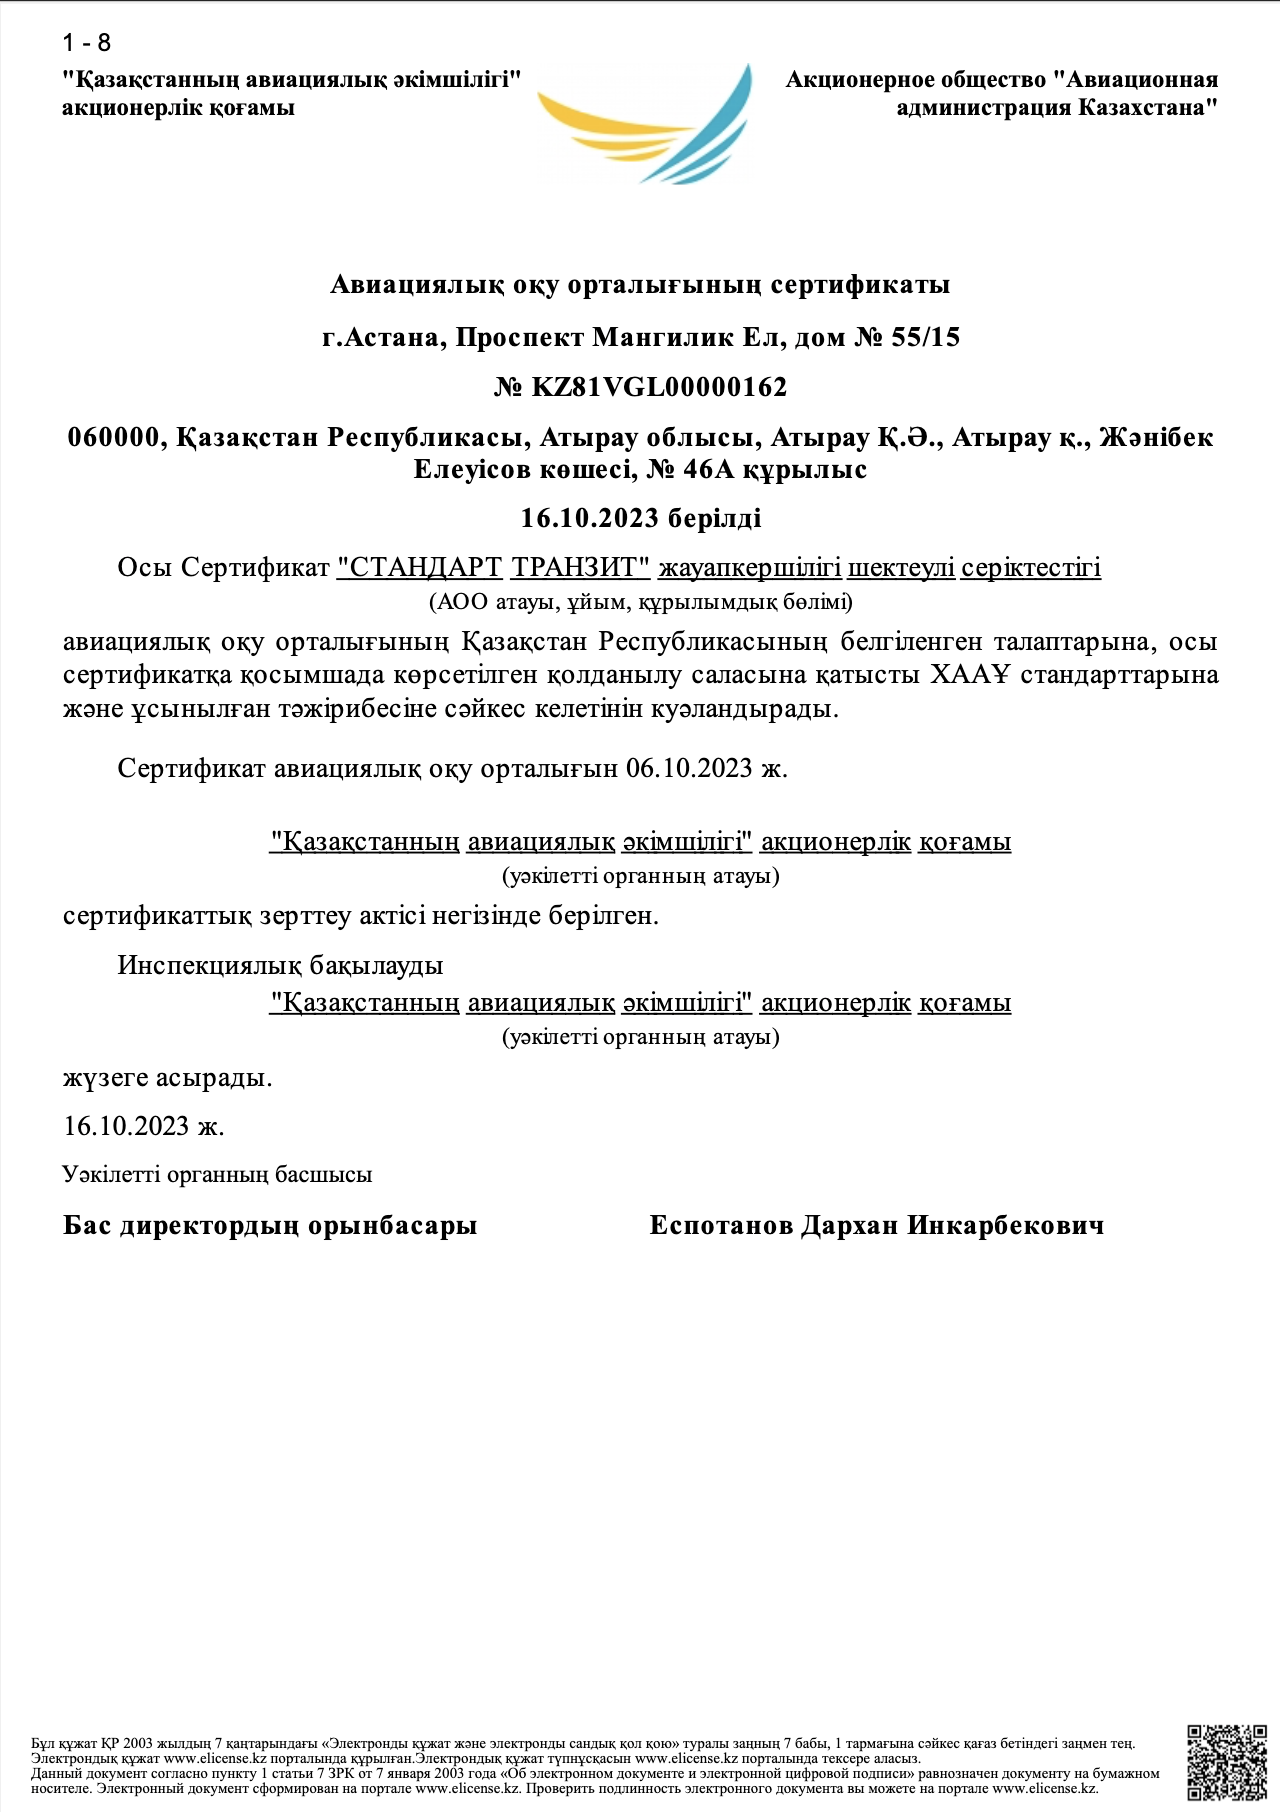 1 - 8
"Қазақстанның авиациялық әкімшілігі"
акционерлік қоғамы
Акционерное общество "Авиационная
администрация Казахстана"
Авиациялық оқу орталығының сертификаты
г.Астана, Проспект Мангилик Ел, дом № 55/15
№ KZ81VGL00000162
060000, Қазақстан Республикасы, Атырау облысы, Атырау Қ.Ә., Атырау қ., Жәнібек
Елеуісов көшесі, № 46А құрылыс
16.10.2023 берілді
Осы Сертификат "СТАНДАРТ ТРАНЗИТ" жауапкершілігі шектеулі серіктестігі
(АОО атауы, ұйым, құрылымдық бөлімі)
авиациялық оқу орталығының Қазақстан Республикасының белгіленген талаптарына, осы
сертификатқа қосымшада көрсетілген қолданылу саласына қатысты ХААҰ стандарттарына
және ұсынылған тәжірибесіне сәйкес келетінін куәландырады.
Сертификат авиациялық оқу орталығын 06.10.2023 ж.
"Қазақстанның авиациялық әкімшілігі" акционерлік қоғамы
(уәкілетті органның атауы)
сертификаттық зерттеу актісі негізінде берілген.
Инспекциялық бақылауды
"Қазақстанның авиациялық әкімшілігі" акционерлік қоғамы
(уәкілетті органның атауы)
жүзеге асырады.
16.10.2023 ж.
Уәкілетті органның басшысы
Бас директордың орынбасары Еспотанов Дархан Инкарбекович
Бұл құжат ҚР 2003 жылдың 7 қаңтарындағы «Электронды құжат және электронды сандық қол қою» туралы заңның 7 бабы, 1 тармағына сәйкес қағаз бетіндегі заңмен тең.
Электрондық құжат www.elicense.kz порталында құрылған.Электрондық құжат түпнұсқасын www.elicense.kz порталында тексере аласыз.
Данный документ согласно пункту 1 статьи 7 ЗРК от 7 января 2003 года «Об электронном документе и электронной цифровой подписи» равнозначен документу на бумажном
носителе. Электронный документ сформирован на портале www.elicense.kz. Проверить подлинность электронного документа вы можете на портале www.elicense.kz.